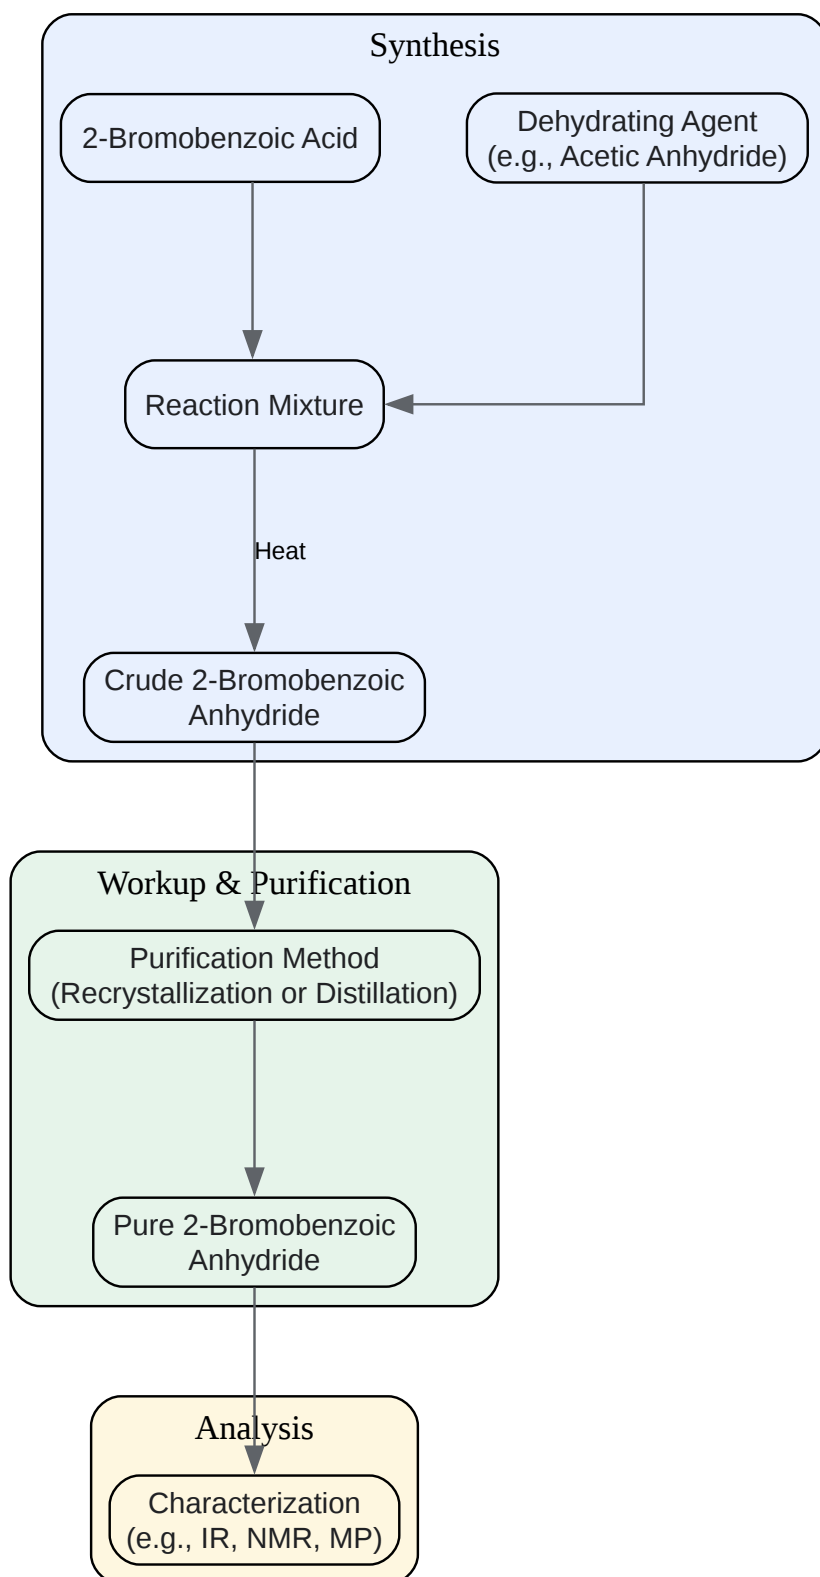 Synthesis
2-Bromobenzoic Acid
Dehydrating Agent
(e.g., Acetic Anhydride)
Reaction Mixture
Heat
Crude 2-Bromobenzoic
Anhydride
Workup & Purification
Purification Method
(Recrystallization or Distillation)
Pure 2-Bromobenzoic
Anhydride
Analysis
Characterization
(e.g., IR, NMR, MP)